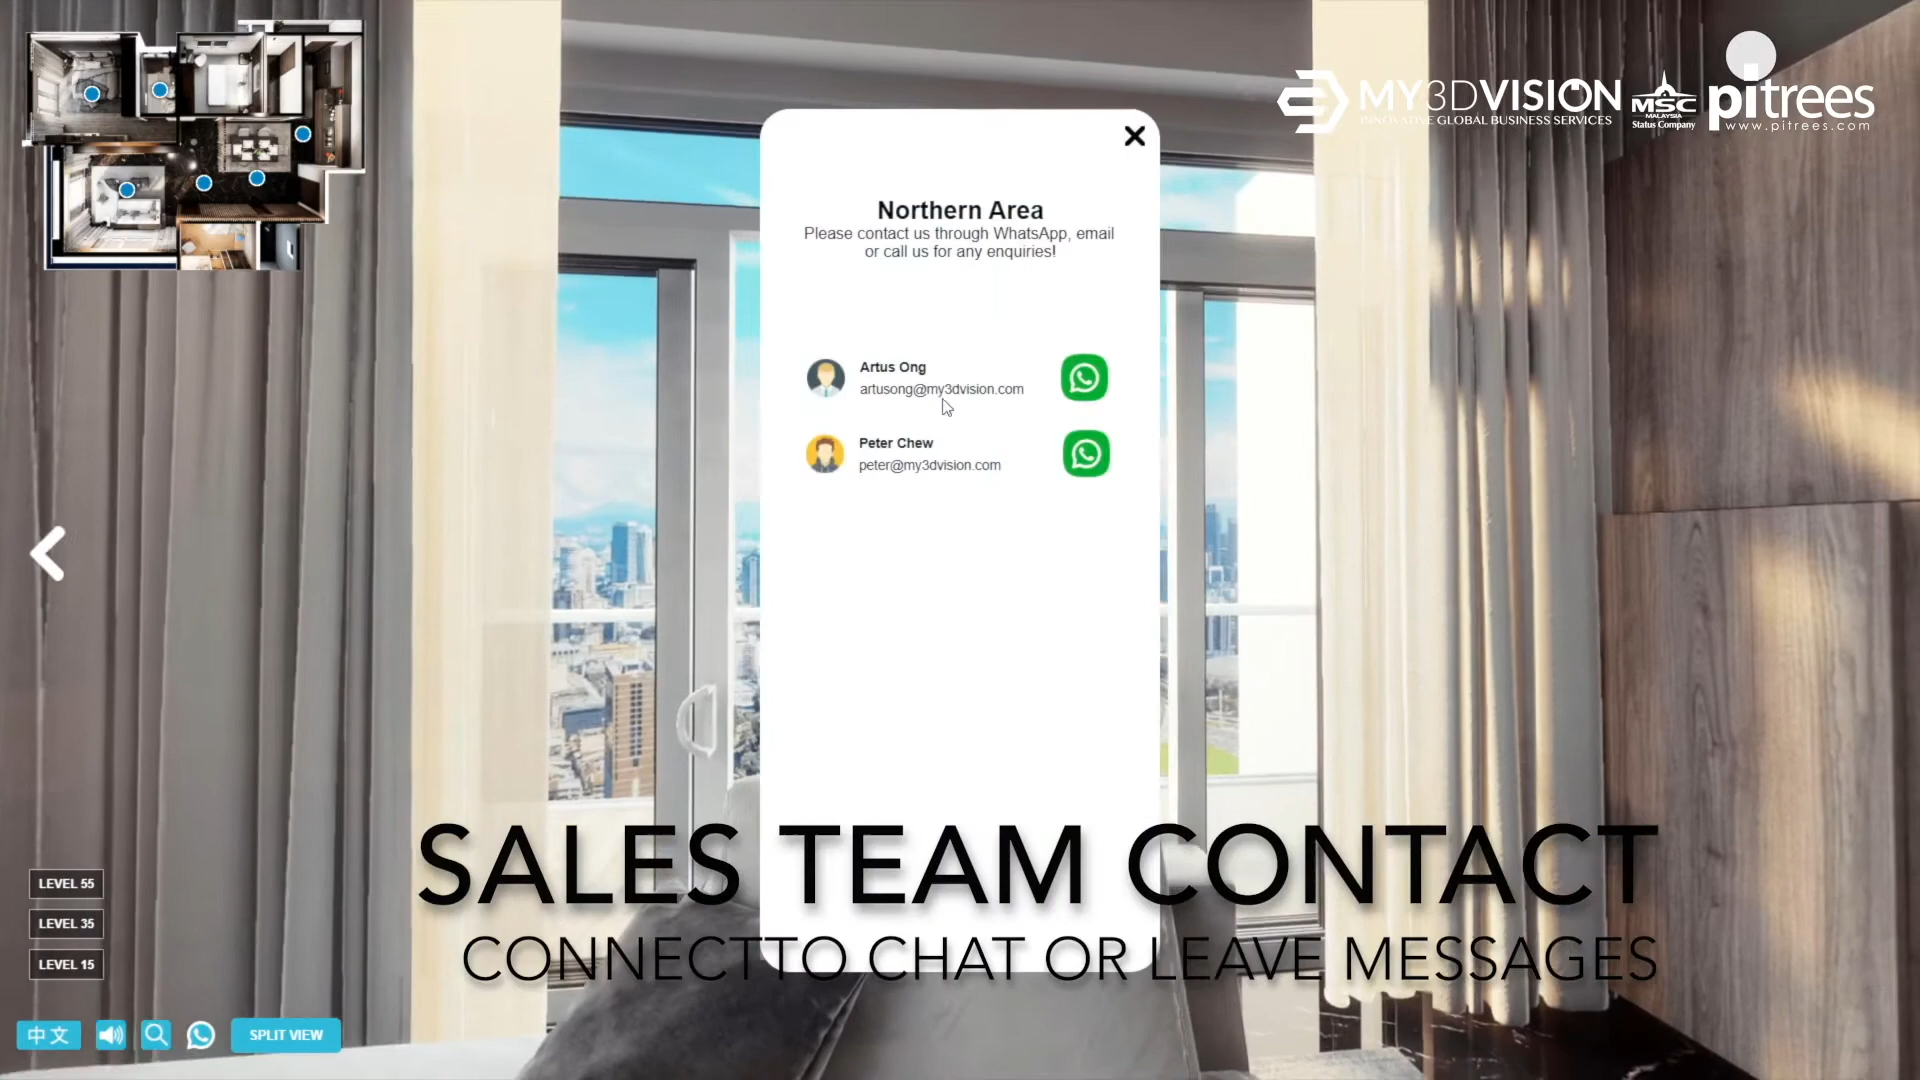 MY3DVISION
INNOVATIVE GLOBAL BUSINESS SERVICES
MSC
MALAYSIA
Status Company
pitrees
www.pitrees.com
Northern Area
Please contact us through WhatsApp, email
or call us for any enquiries!
Artus Ong
artusong@my3dvision.com
Peter Chew
peter@my3dvision.com
SALES TEAM CONTACT
CONNECTTO CHAT OR LEAVE MESSAGES
LEVEL 55
LEVEL 35
LEVEL 15
中文
SPLIT VIEW